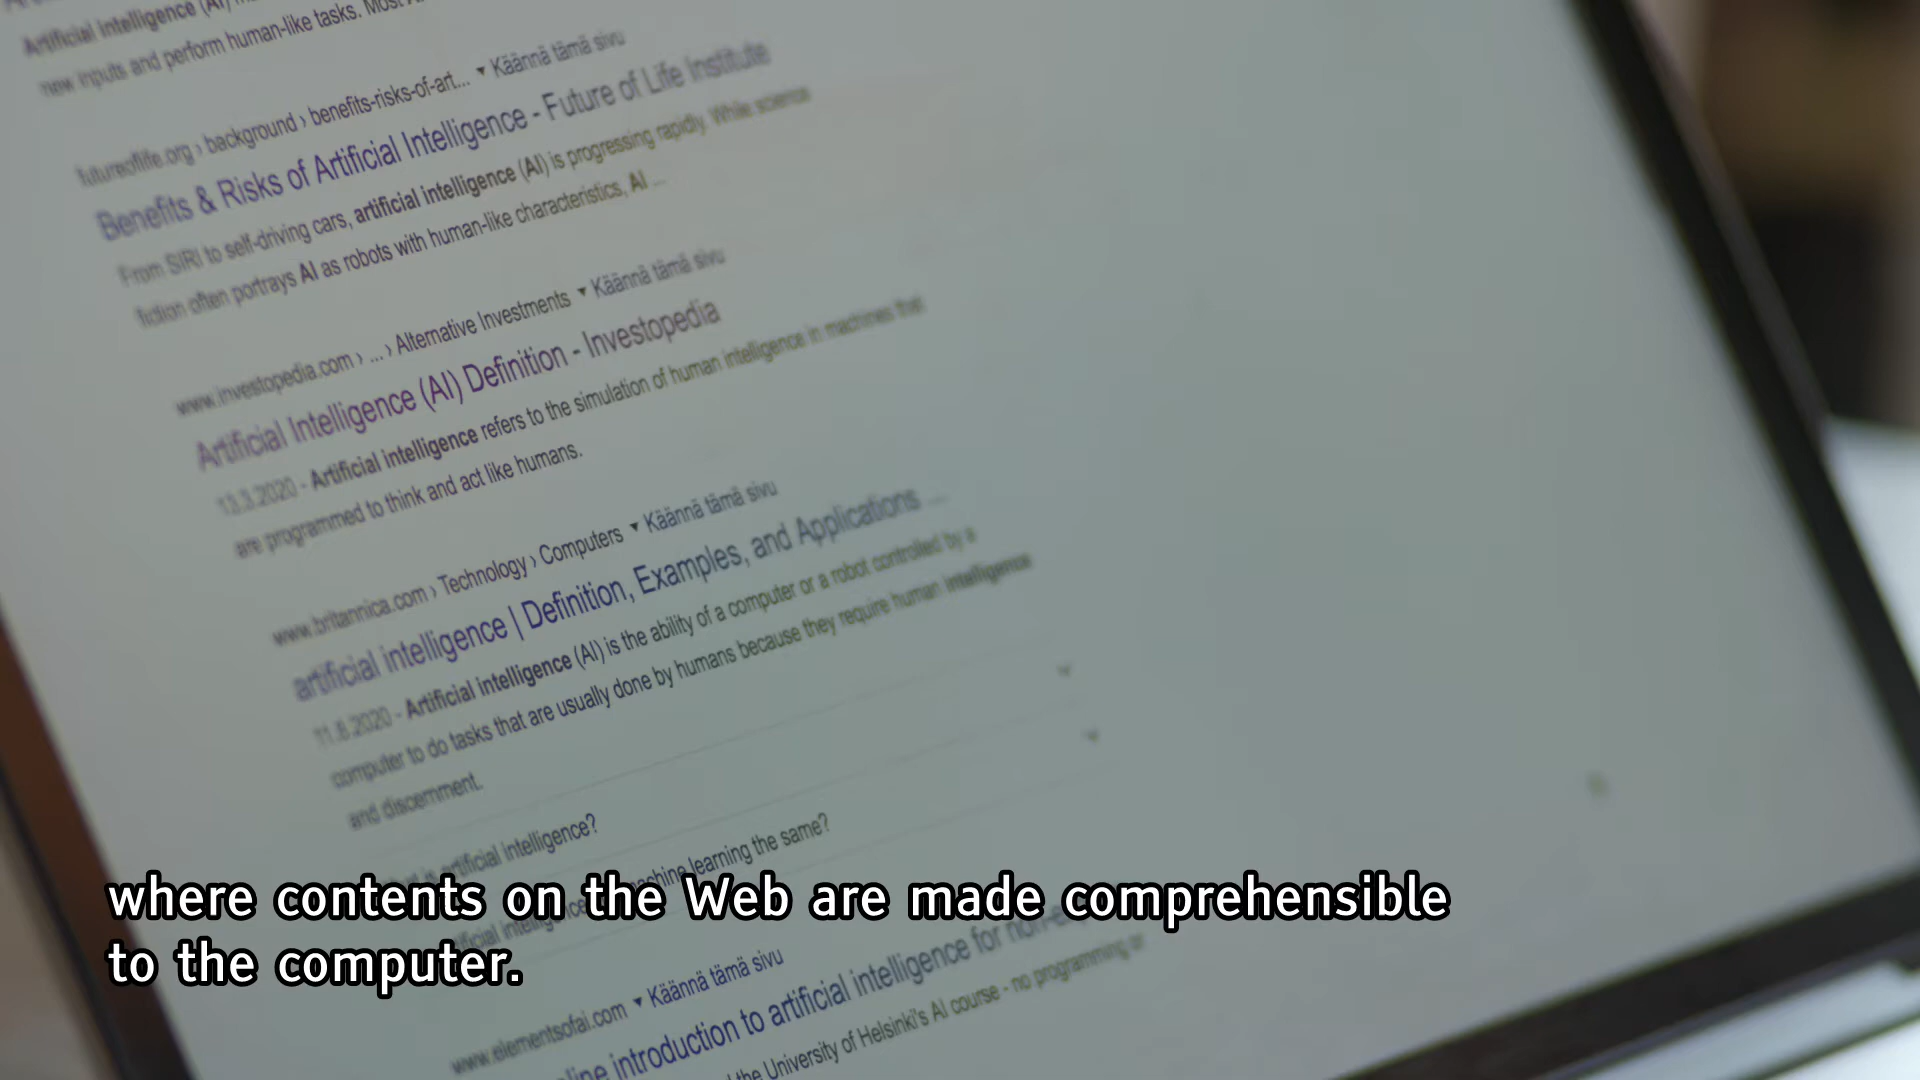 Artificial intelligence (AI)
new inputs and perform human-like tasks. Most
futureoflife.org › background › benefits-risks-of-art... ▼ Käännä tämä sivu
Benefits & Risks of Artificial Intelligence - Future of Life Institute
From SIRI to self-driving cars, artificial intelligence (AI) is progressing rapidly. While science
fiction often portrays AI as robots with human-like characteristics, AI ...
www.investopedia.com › ... › Alternative Investments ▼ Käännä tämä sivu
Artificial Intelligence (AI) Definition - Investopedia
13.3.2020 - Artificial intelligence refers to the simulation of human intelligence in machines that
are programmed to think and act like humans.
www.britannica.com › Technology › Computers ▼ Käännä tämä sivu
artificial intelligence | Definition, Examples, and Applications ...
11.8.2020 - Artificial intelligence (AI) is the ability of a computer or a robot controlled by a
computer to do tasks that are usually done by humans because they require human intelligence
and discernment.
is artificial intelligence?
machine learning the same?
where contents on the Web are made comprehensible
to the computer.
www.elementsofai.com ▼ Käännä tämä sivu
introduction to artificial intelligence for
the University of Helsinki's AI course - no programming or